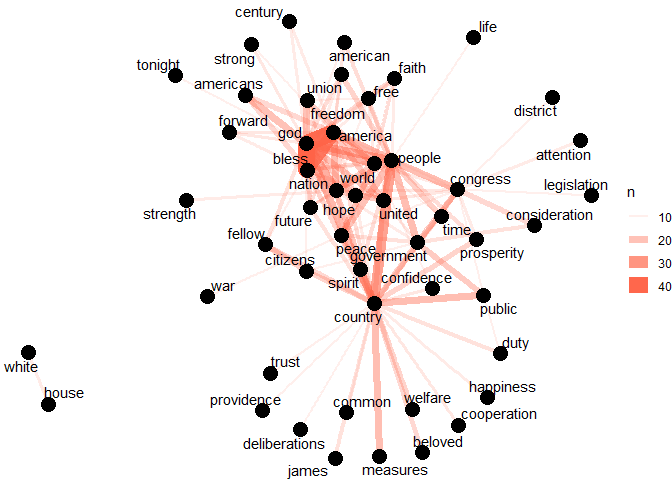 century
life
strong
american
tonight
faith
americans
union
free
district
forward
freedom
god
america
attention
bless
people
world
congress
nation
legislation
n
strength
hope
united
consideration
future
time
10
fellow
peace
prosperity
20
citizens
government
30
war
spirit
confidence
40
country
public
white
duty
trust
house
happiness
providence
common
welfare
cooperation
deliberations
beloved
james
measures